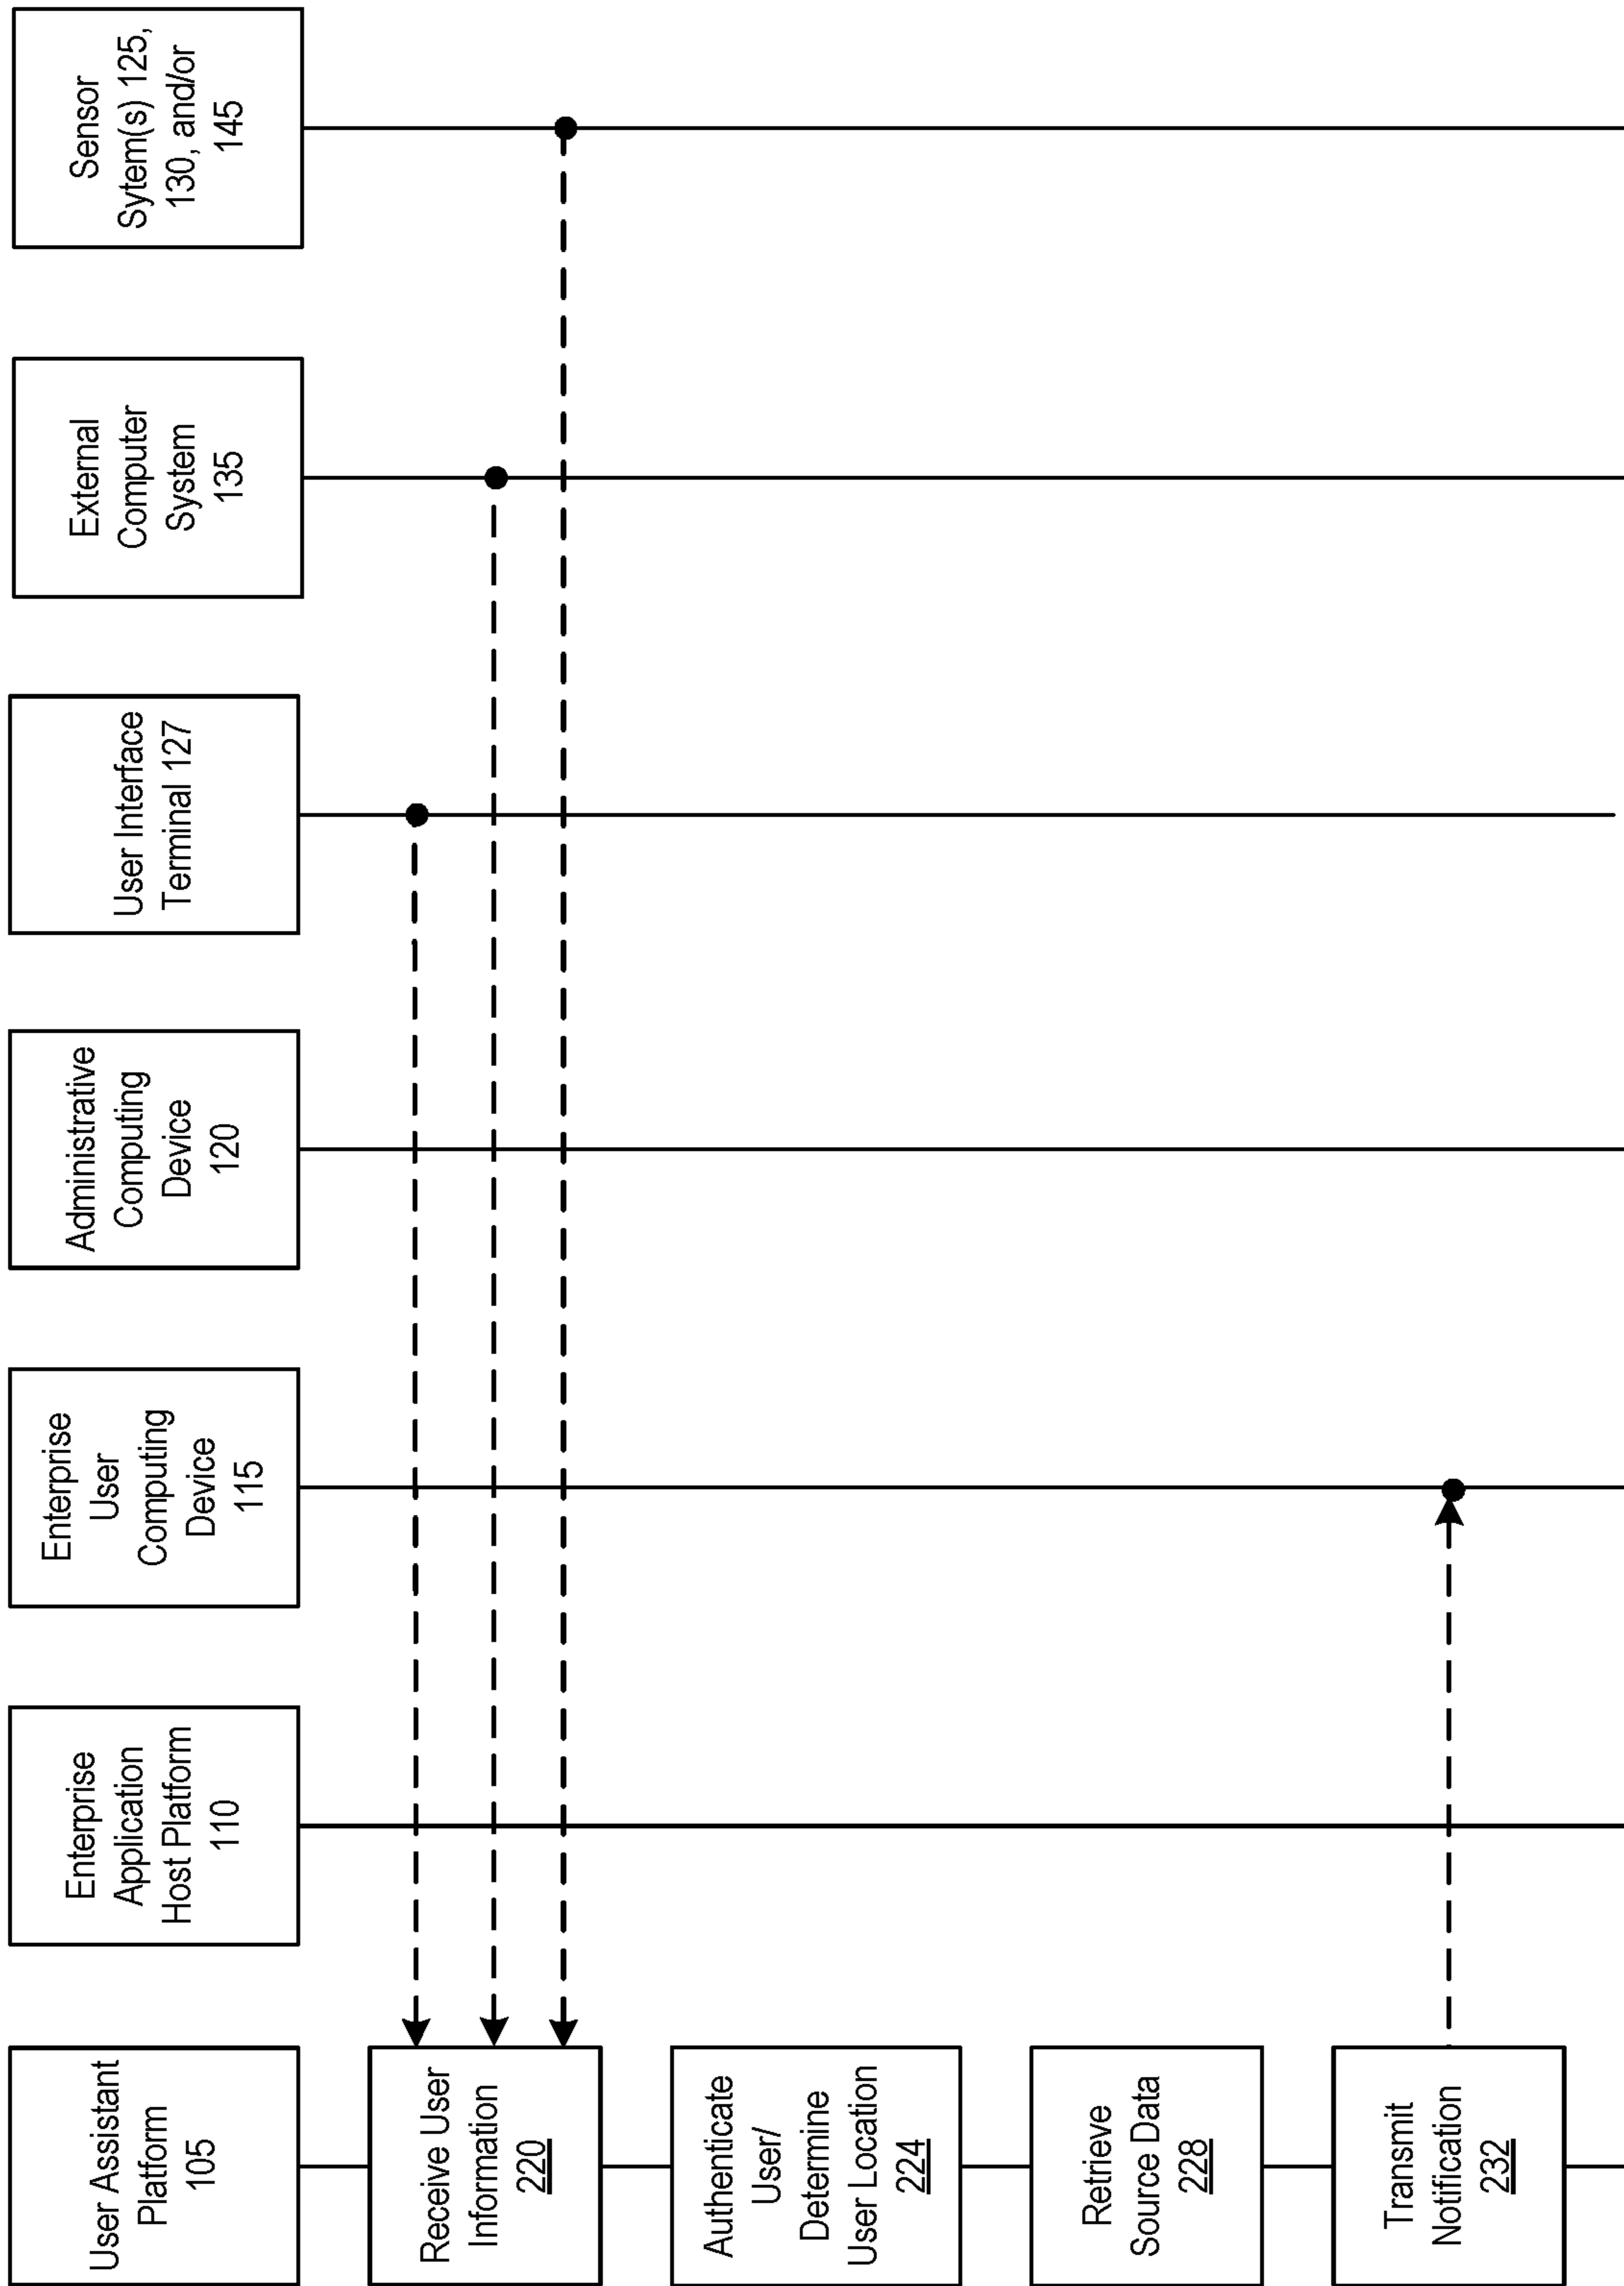 User Assistant
Platform
105
Enterprise
Application
Host Platform
110
Enterprise
User
Computing
Device
115
Administrative
Computing
Device
120
User Interface
Terminal 127
External
Computer
System
135
Sensor
Sytem(s) 125,
130, and/or
145
Receive User
Information
220
Authenticate
User/
Determine
User Location
224
Retrieve
Source Data
228
Transmit
Notification
232